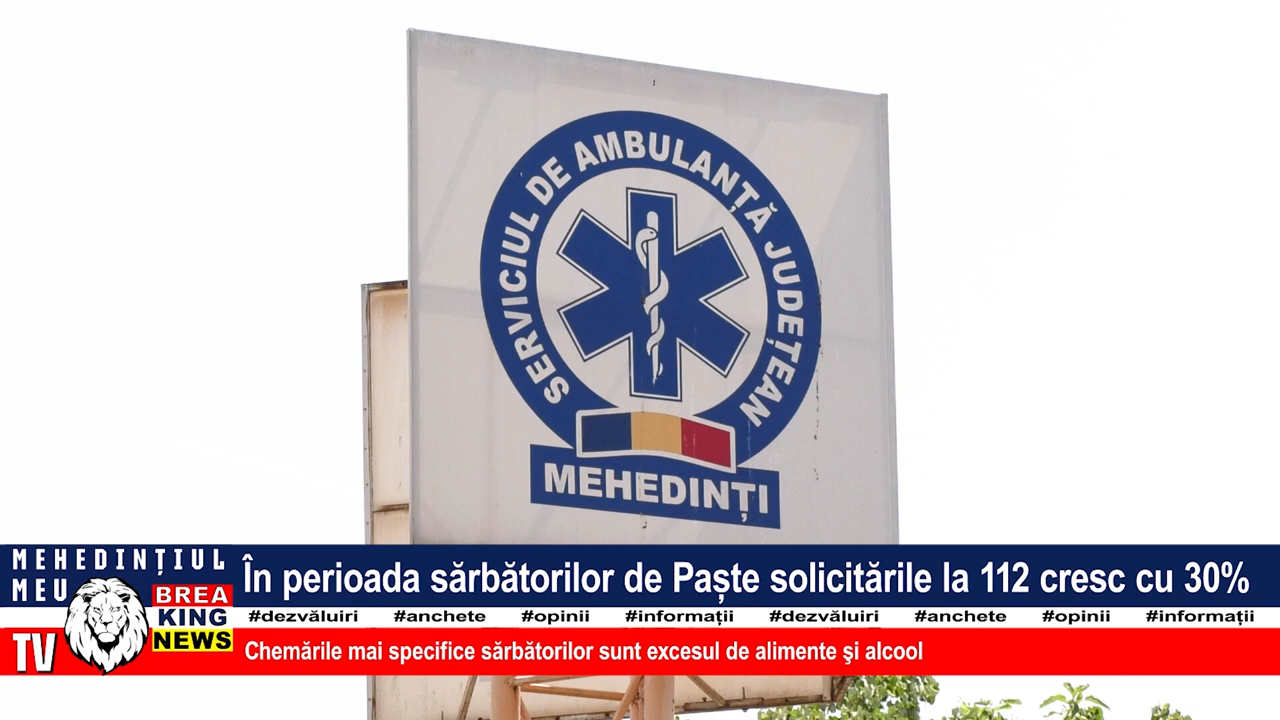 SERVICIUL DE AMBULANȚĂ JUDEȚEAN
MEHEDINȚI
MEHEDINȚIUL
MEU
TV
BREA
KING
NEWS
În perioada sărbătorilor de Paște solicitările la 112 cresc cu 30%
#dezvăluiri #anchete #opinii #informații #dezvăluiri #anchete #opinii #informații
Chemările mai specifice sărbătorilor sunt excesul de alimente şi alcool